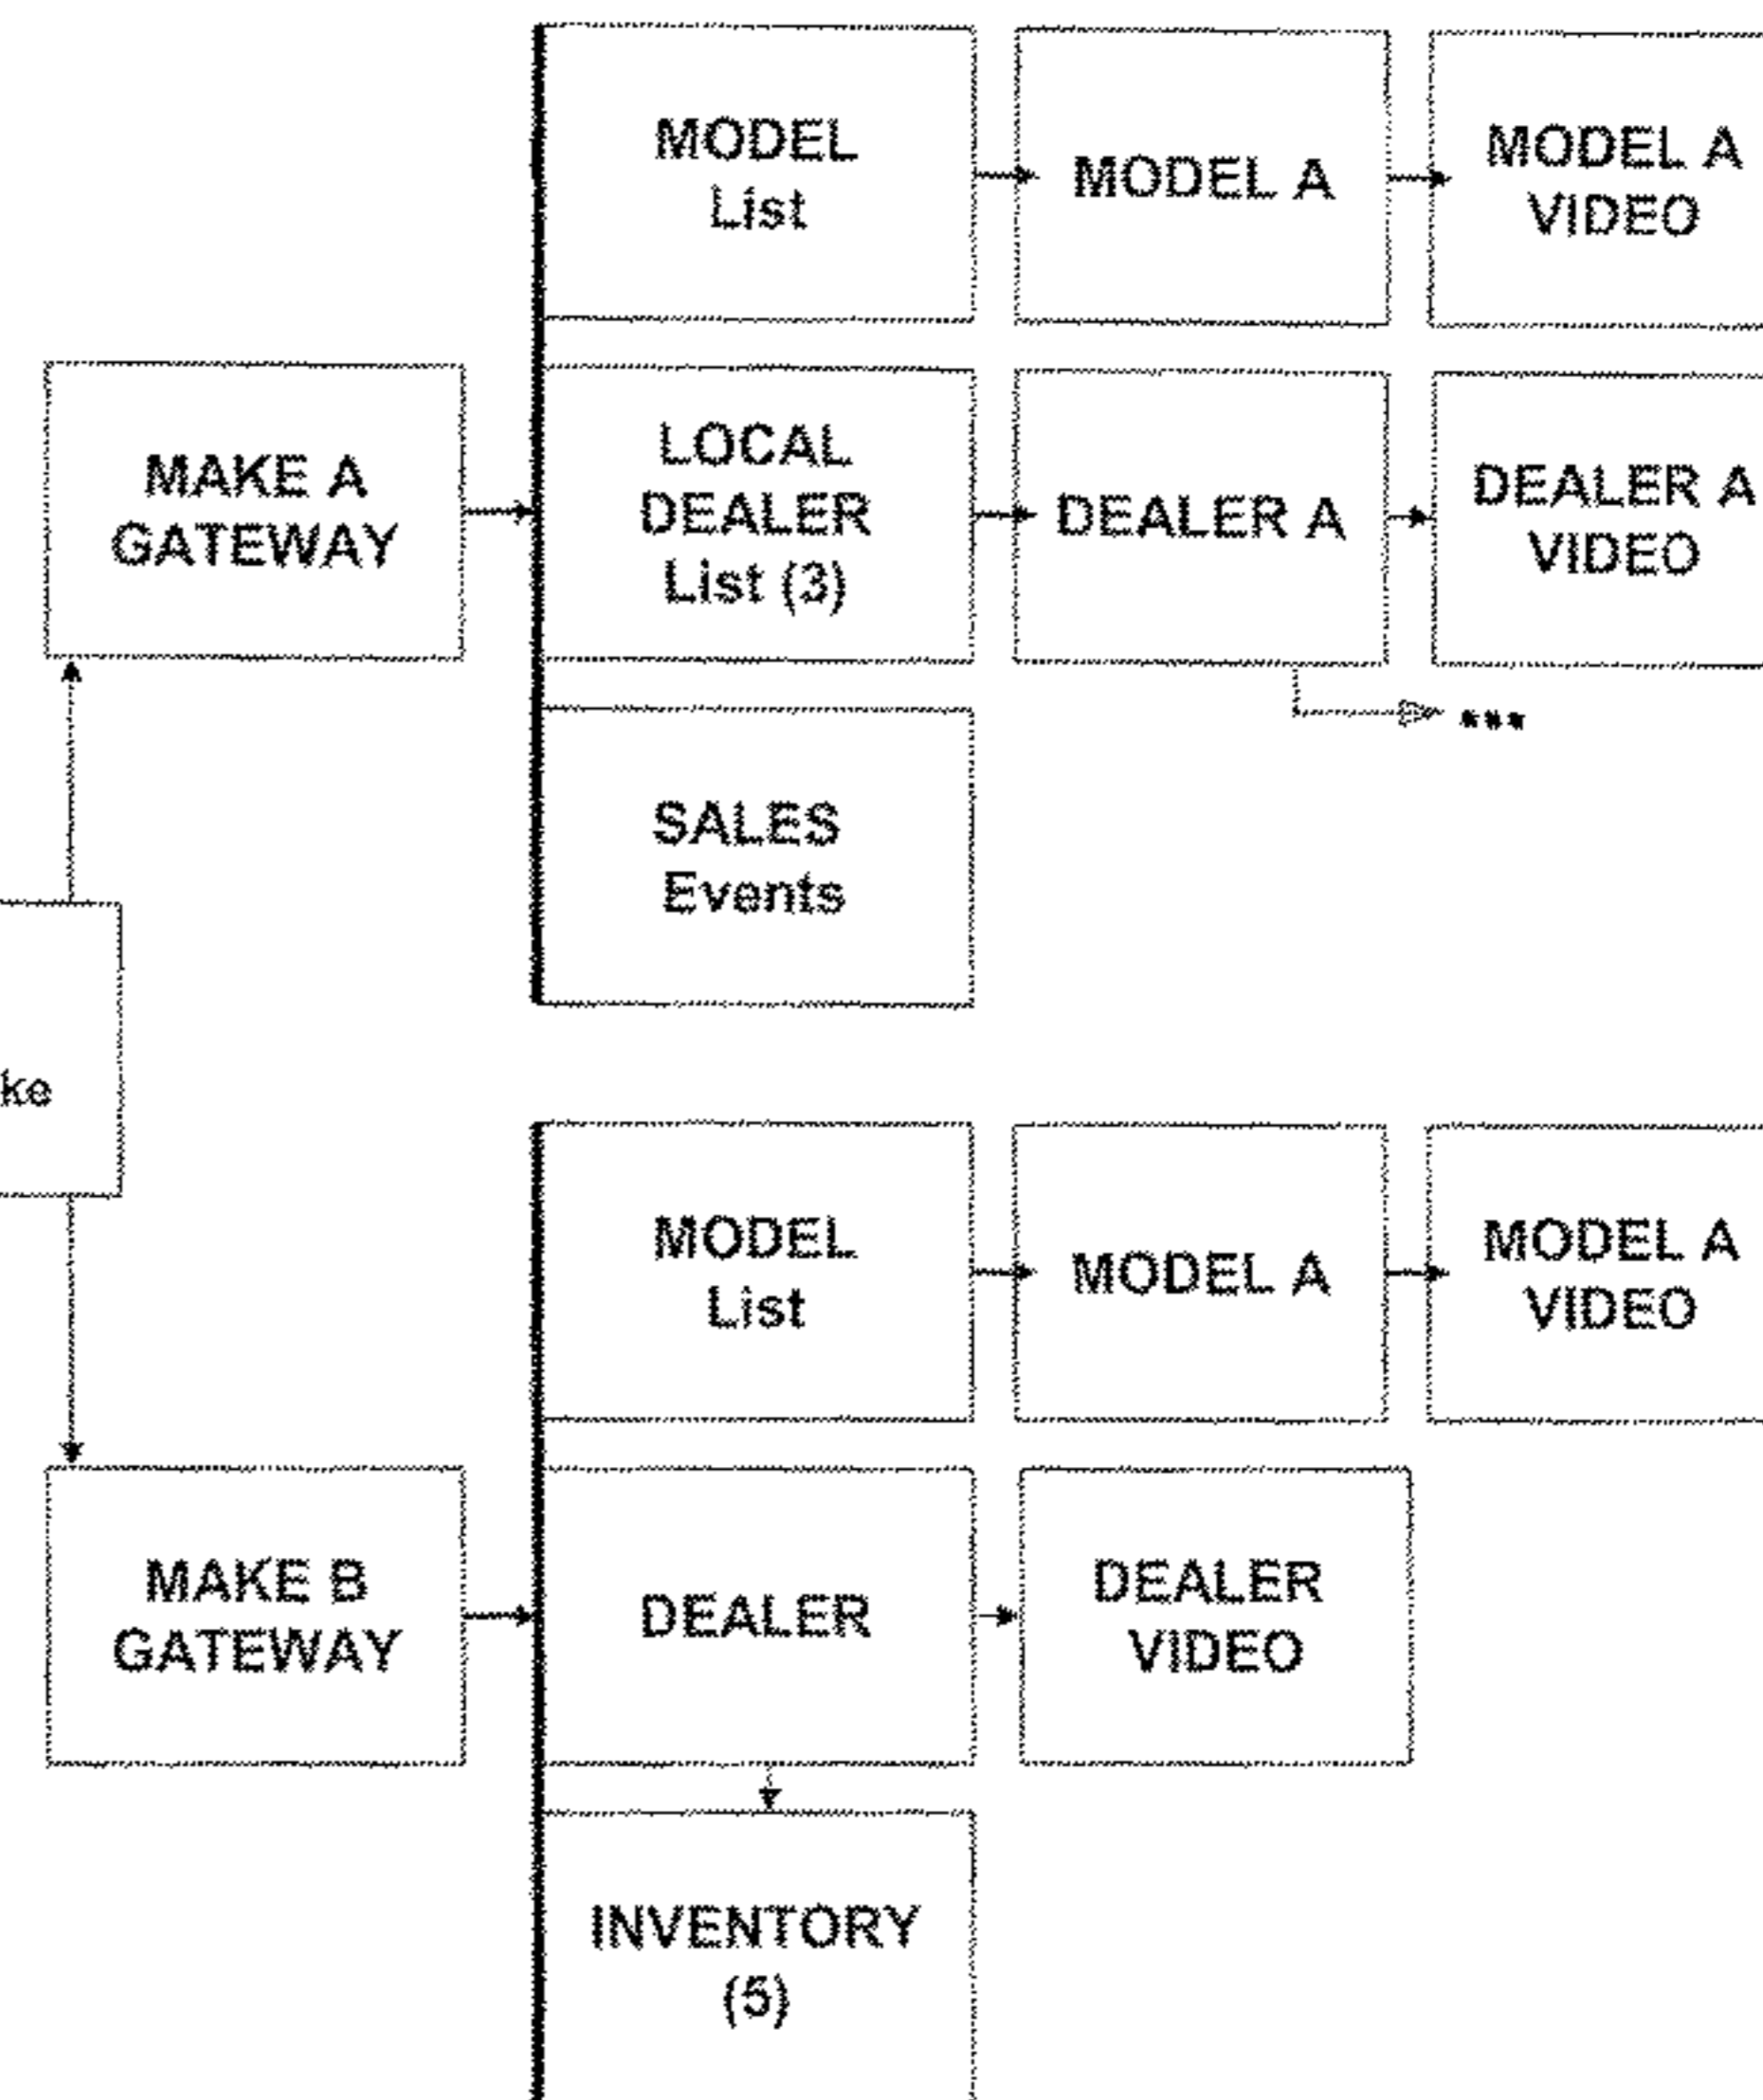 MODEL
List
MODEL A
MODEL A
VIDEO
MAKE A
GATEWAY
LOCAL
DEALER
List (3)
DEALER A
DEALER A
VIDEO
***
SALES
Events
ke
MODEL
List
MODEL A
MODEL A
VIDEO
MAKE B
GATEWAY
DEALER
DEALER
VIDEO
INVENTORY
(5)